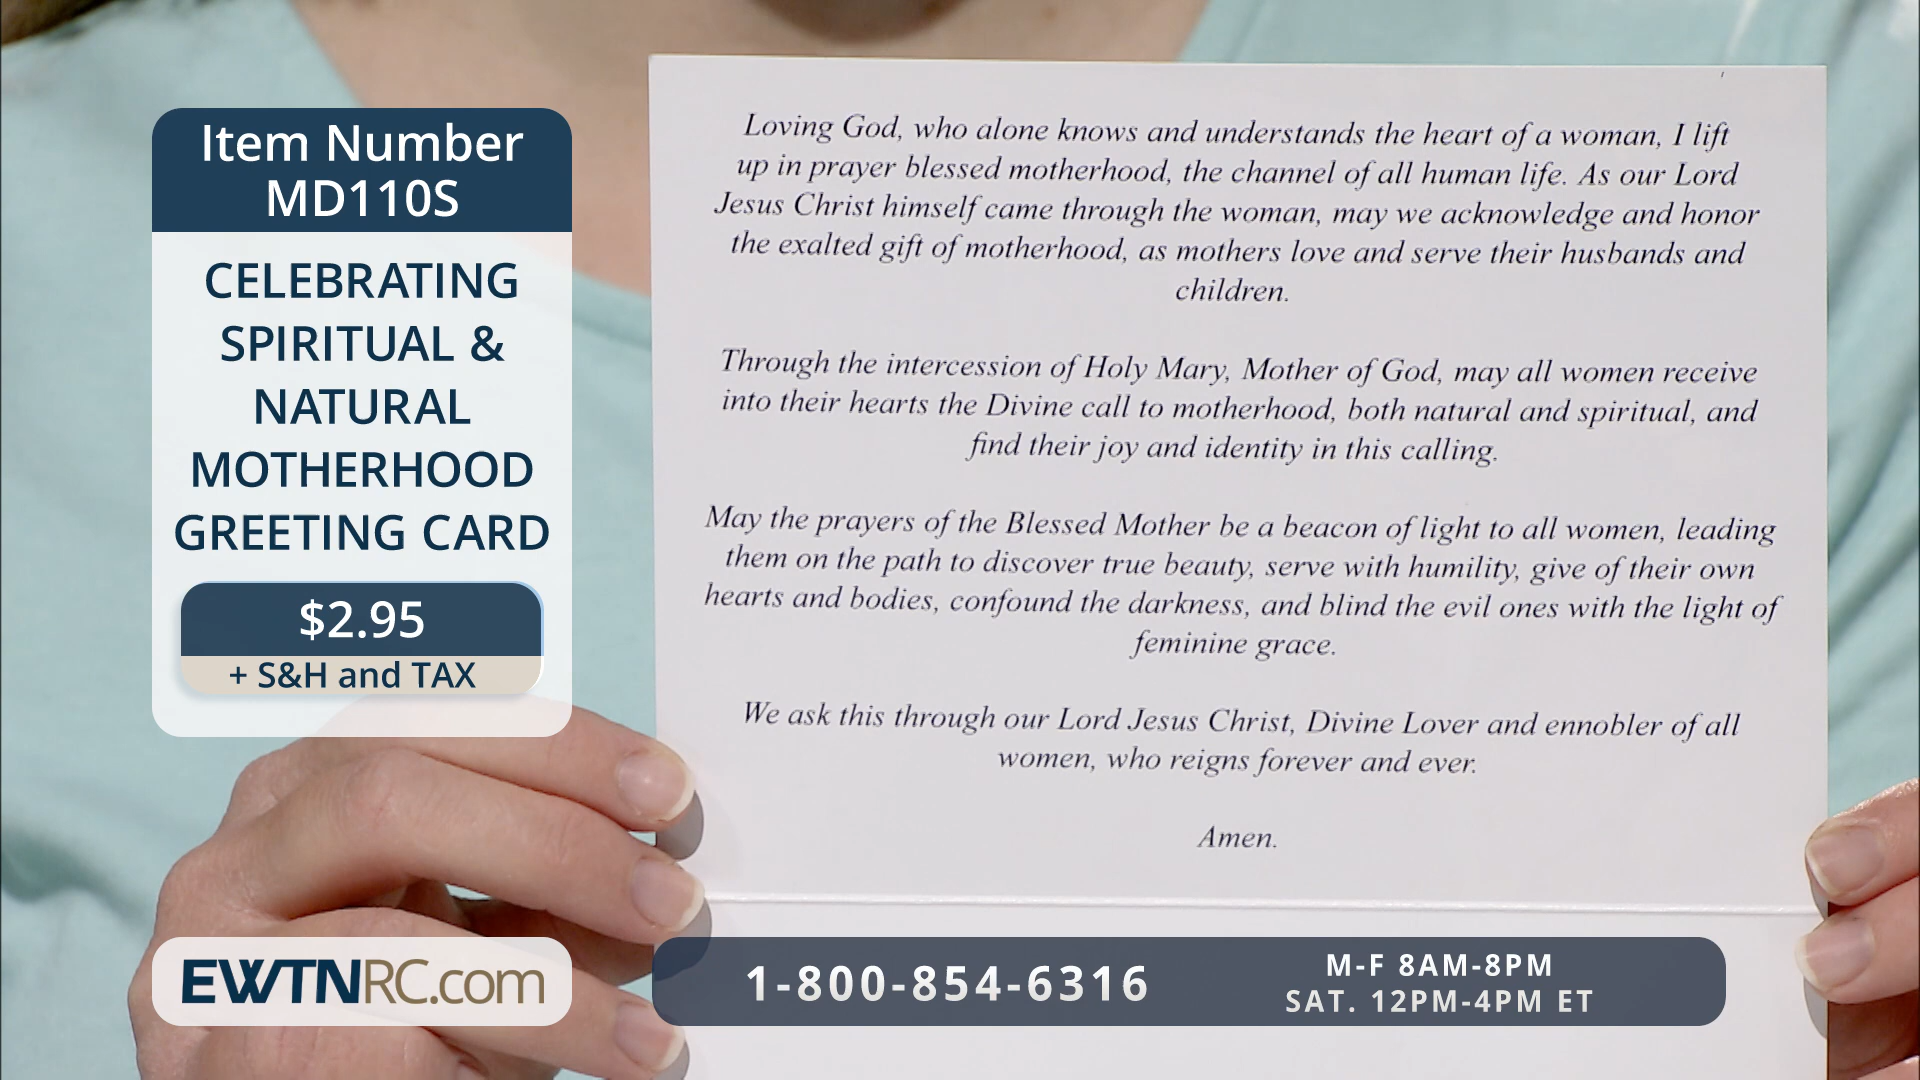 Item Number
MD110S
CELEBRATING
SPIRITUAL &
NATURAL
MOTHERHOOD
GREETING CARD
$2.95
+ S&H and TAX
Loving God, who alone knows and understands the heart of a woman, I lift
up in prayer blessed motherhood, the channel of all human life. As our Lord
Jesus Christ himself came through the woman, may we acknowledge and honor
the exalted gift of motherhood, as mothers love and serve their husbands and
children.
Through the intercession of Holy Mary, Mother of God, may all women receive
into their hearts the Divine call to motherhood, both natural and spiritual, and
find their joy and identity in this calling.
May the prayers of the Blessed Mother be a beacon of light to all women, leading
them on the path to discover true beauty, serve with humility, give of their own
hearts and bodies, confound the darkness, and blind the evil ones with the light of
feminine grace.
We ask this through our Lord Jesus Christ, Divine Lover and ennobler of all
women, who reigns forever and ever.
Amen.
EWTNRC.com
1-800-854-6316
M-F 8AM-8PM
SAT. 12PM-4PM ET